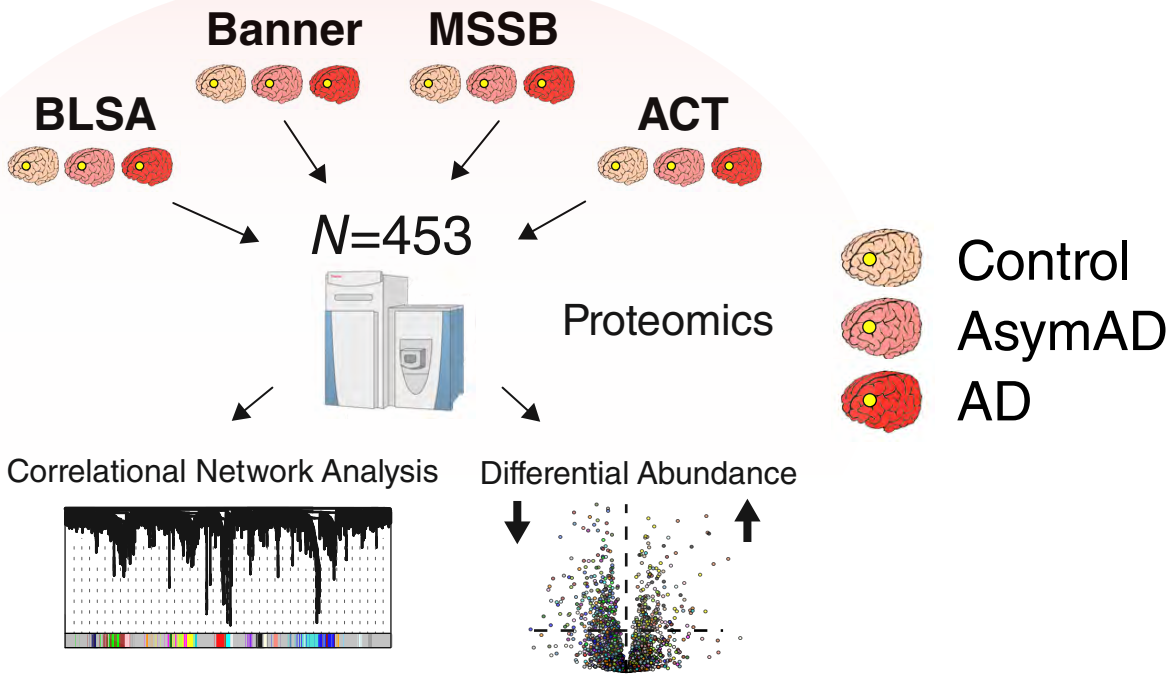 Banner
MSSB
BLSA
ACT
N=453
Proteomics
Control
AsymAD
AD
Correlational Network Analysis
Differential Abundance